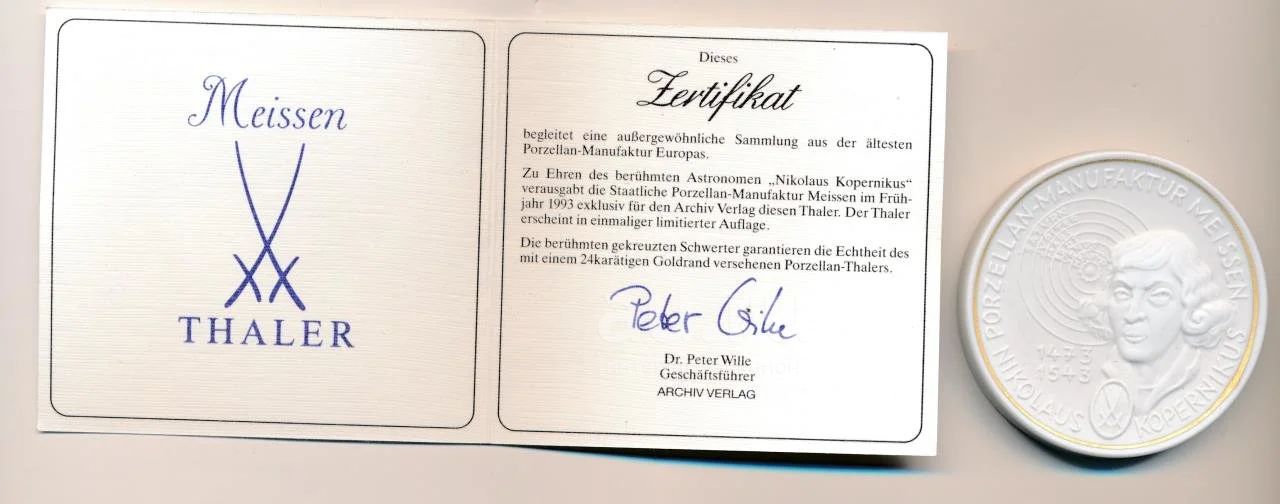 Meissen
THALER
Dieses
Zertifikat
begleitet eine außergewöhnliche Sammlung aus der ältesten
Porzellan-Manufaktur Europas.
Zu Ehren des berühmten Astronomen „Nikolaus Kopernikus“
verausgabt die Staatliche Porzellan-Manufaktur Meissen im Früh-
jahr 1993 exklusiv für den Archiv Verlag diesen Thaler. Der Thaler
erscheint in einmaliger limitierter Auflage.
Die berühmten gekreuzten Schwerter garantieren die Echtheit des
mit einem 24karätigen Goldrand versehenen Porzellan-Thalers.
Peter Wille
Dr. Peter Wille
Geschäftsführer
ARCHIV VERLAG
PORZELLAN-MANUFAKTUR MEISSEN
1473
1543
NIKOLAUS KOPERNIKUS